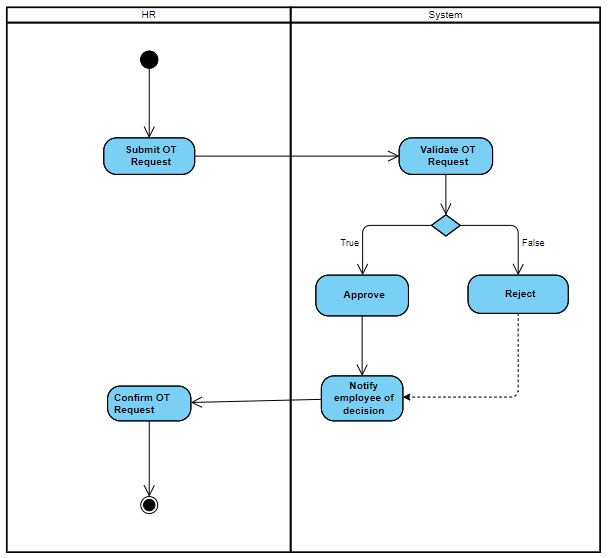 HR
System
Submit OT
Request
Validate OT
Request
True
False
Approve
Reject
Notify
employee of
decision
Confirm OT
Request